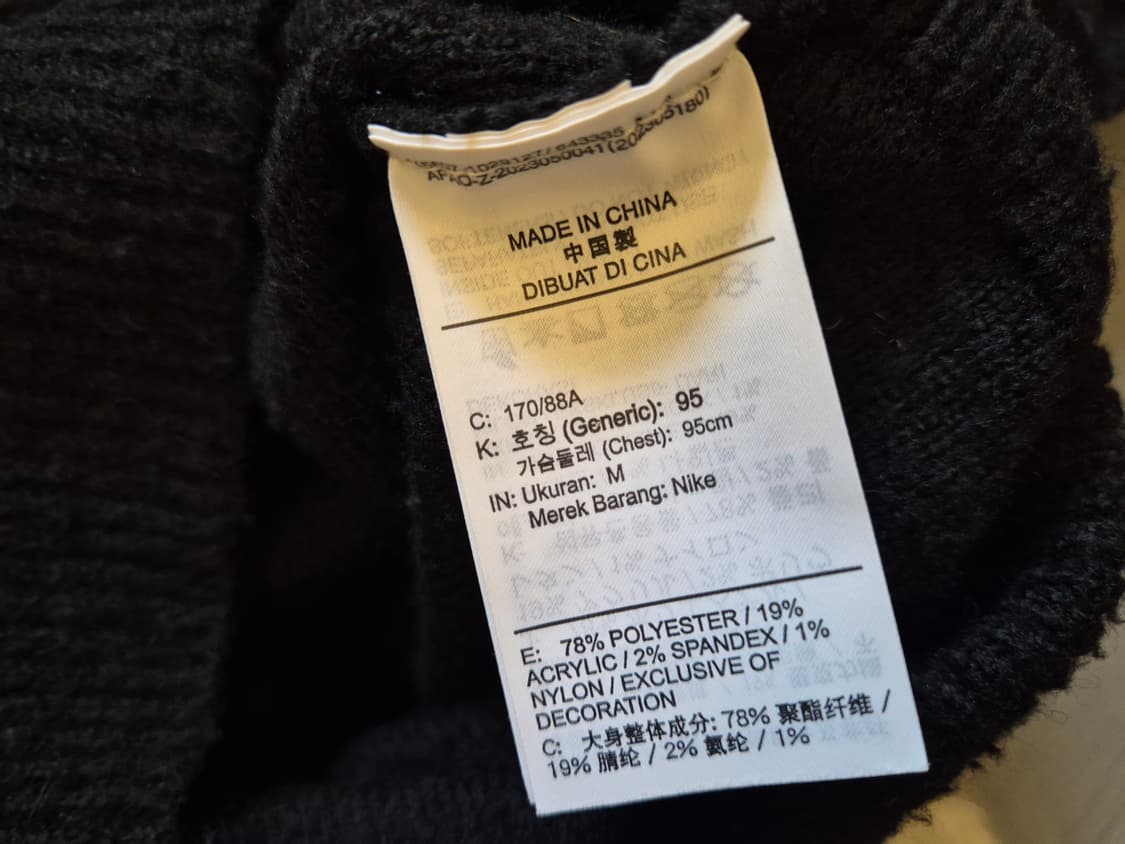 MADE IN CHINA
中国製
DIBUAT DI CINA
C: 170/88A
K: 호칭 (Generic): 95
가슴둘레 (Chest): 95cm
IN: Ukuran: M
Merek Barang: Nike
E: 78% POLYESTER / 19%
ACRYLIC / 2% SPANDEX / 1%
NYLON / EXCLUSIVE OF
DECORATION
C: 大身整体成分: 78% 聚酯纤维 /
19% 腈纶 / 2% 氨纶 / 1%